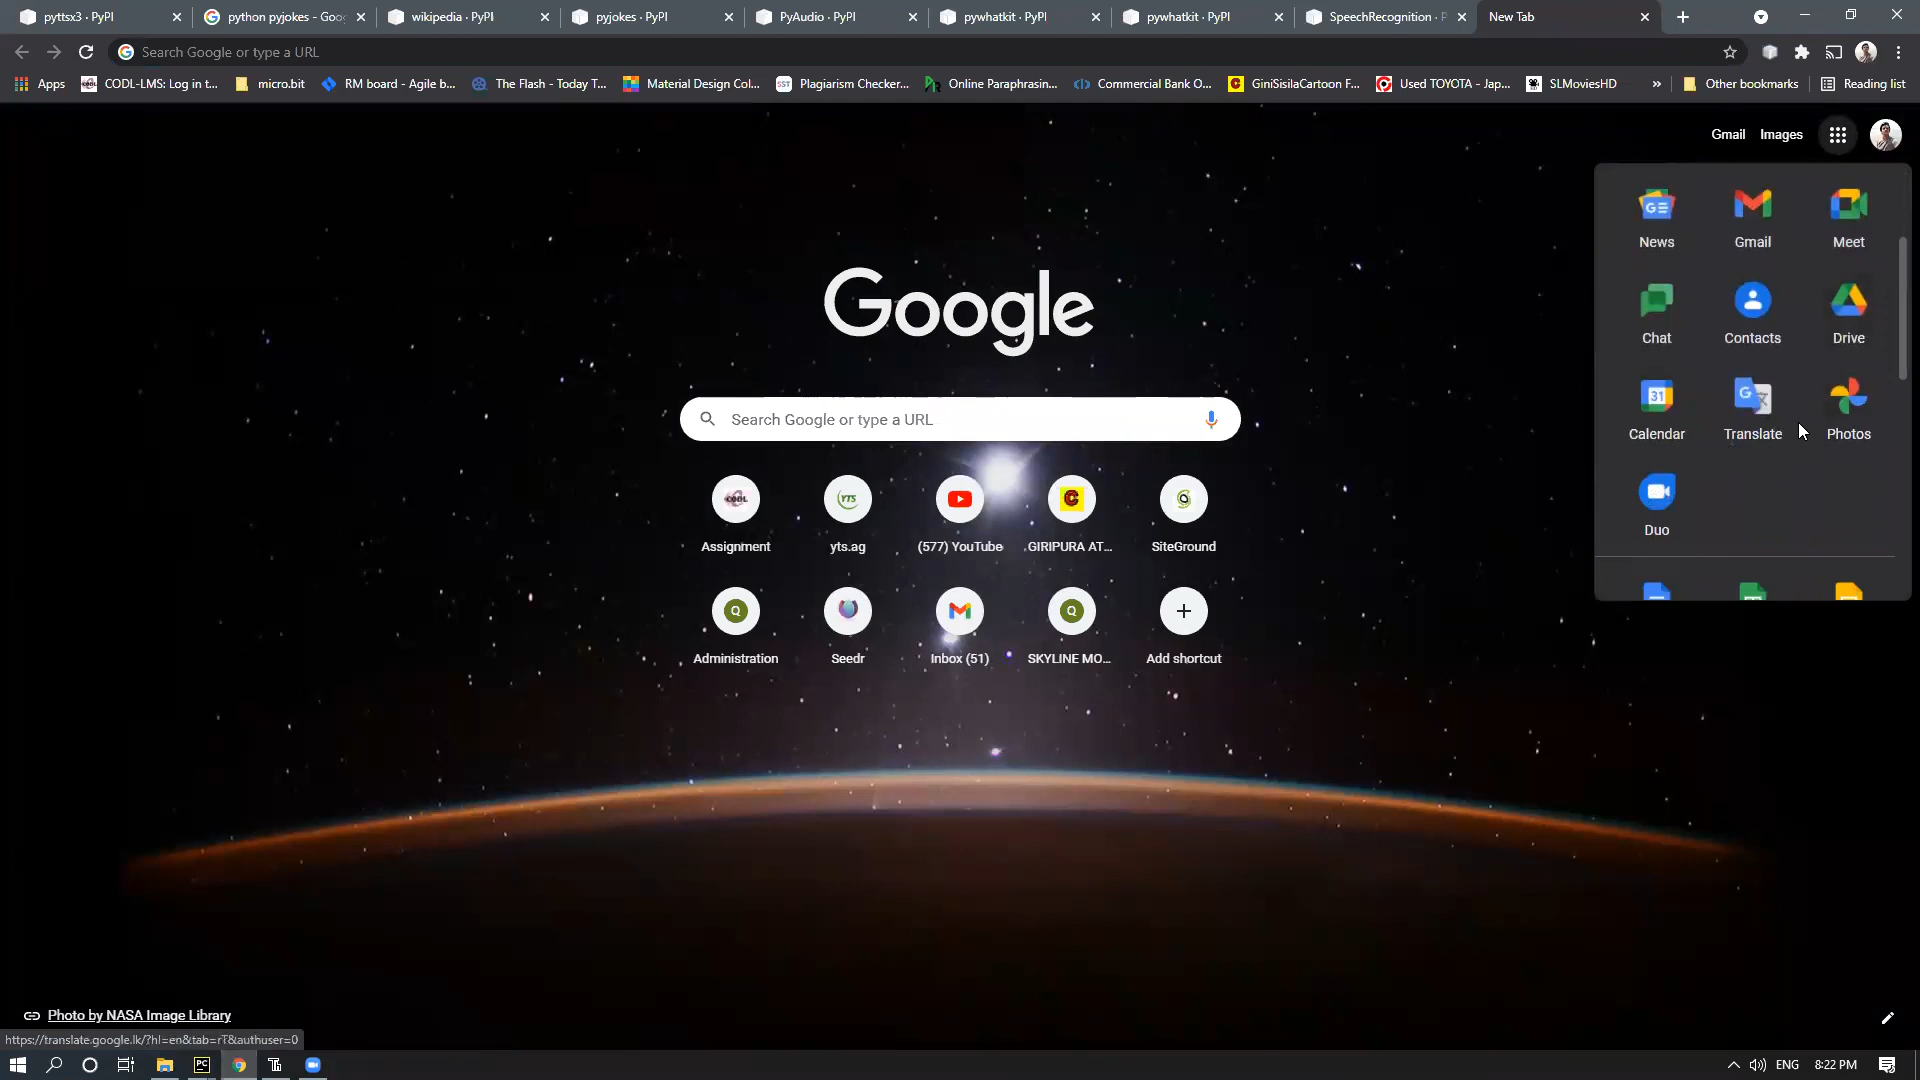 pyttsx3 · PyPI
python pyjokes - Goo
wikipedia · PyPI
pyjokes · PyPI
PyAudio · PyPI
pywhatkit · PyPI
pywhatkit · PyPI
SpeechRecognition · P
New Tab
Search Google or type a URL
Apps
CODL-LMS: Log in t...
micro.bit
RM board - Agile b...
The Flash - Today T...
Material Design Col...
SST
Plagiarism Checker...
Online Paraphrasin...
Commercial Bank O...
GiniSisilaCartoon F...
Used TOYOTA - Jap...
SLMoviesHD
»
Other bookmarks
Reading list
Gmail
Images
News
Gmail
Meet
Chat
Contacts
Drive
Calendar
Translate
Photos
Duo
31
Google
Search Google or type a URL
CODL
YTS
Assignment
yts.ag
(577) YouTube
GIRIPURA AT...
SiteGround
Q
Q
Administration
Seedr
Inbox (51)
SKYLINE MO...
Add shortcut
Photo by NASA Image Library
https://translate.google.lk/?hl=en&tab=rT&authuser=0
PC
ENG
8:22 PM